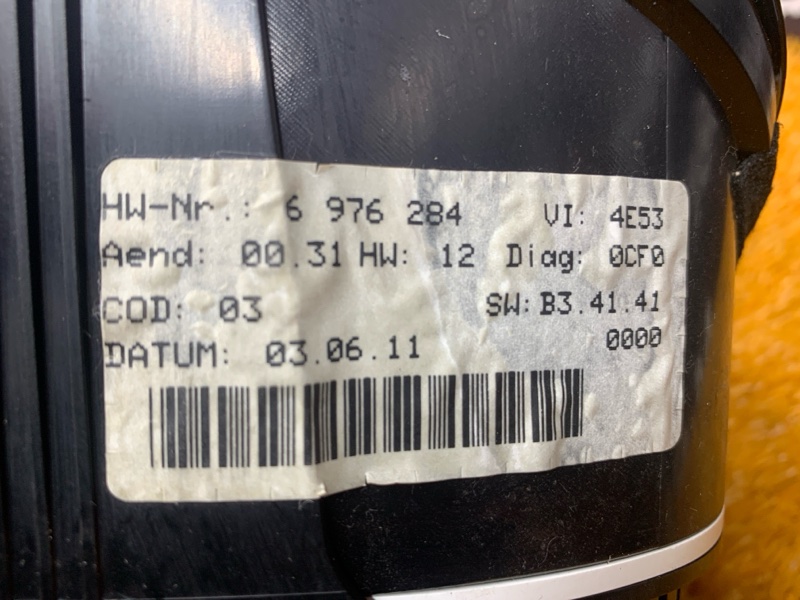 HW-Nr.: 6 976 284 VI: 4E53
Aend: 00.31 HW: 12 Diag: 0CF0
COD: 03 SW: B3.41.41
0000
DATUM: 03.06.11